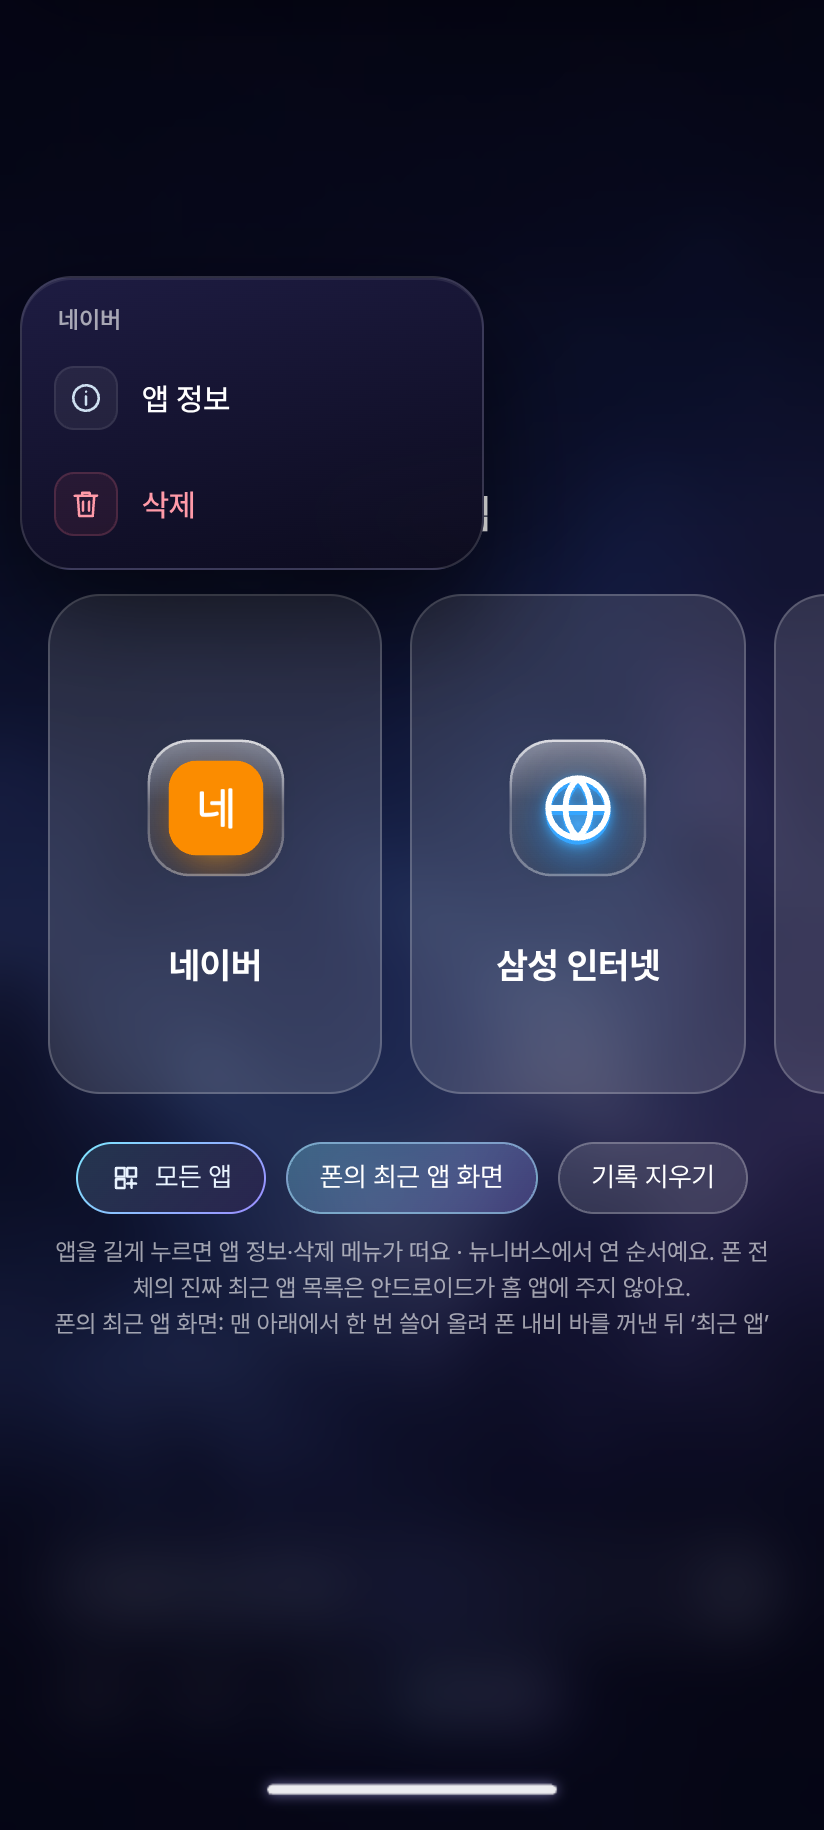 네이버
앱 정보
삭제
네
네이버
삼성 인터넷
모든 앱
폰의 최근 앱 화면
기록 지우기
앱을 길게 누르면 앱 정보·삭제 메뉴가 떠요 · 뉴니버스에서 연 순서예요. 폰 전
체의 진짜 최근 앱 목록은 안드로이드가 홈 앱에 주지 않아요.
폰의 최근 앱 화면: 맨 아래에서 한 번 쓸어 올려 폰 내비 바를 꺼낸 뒤 ‘최근 앱’